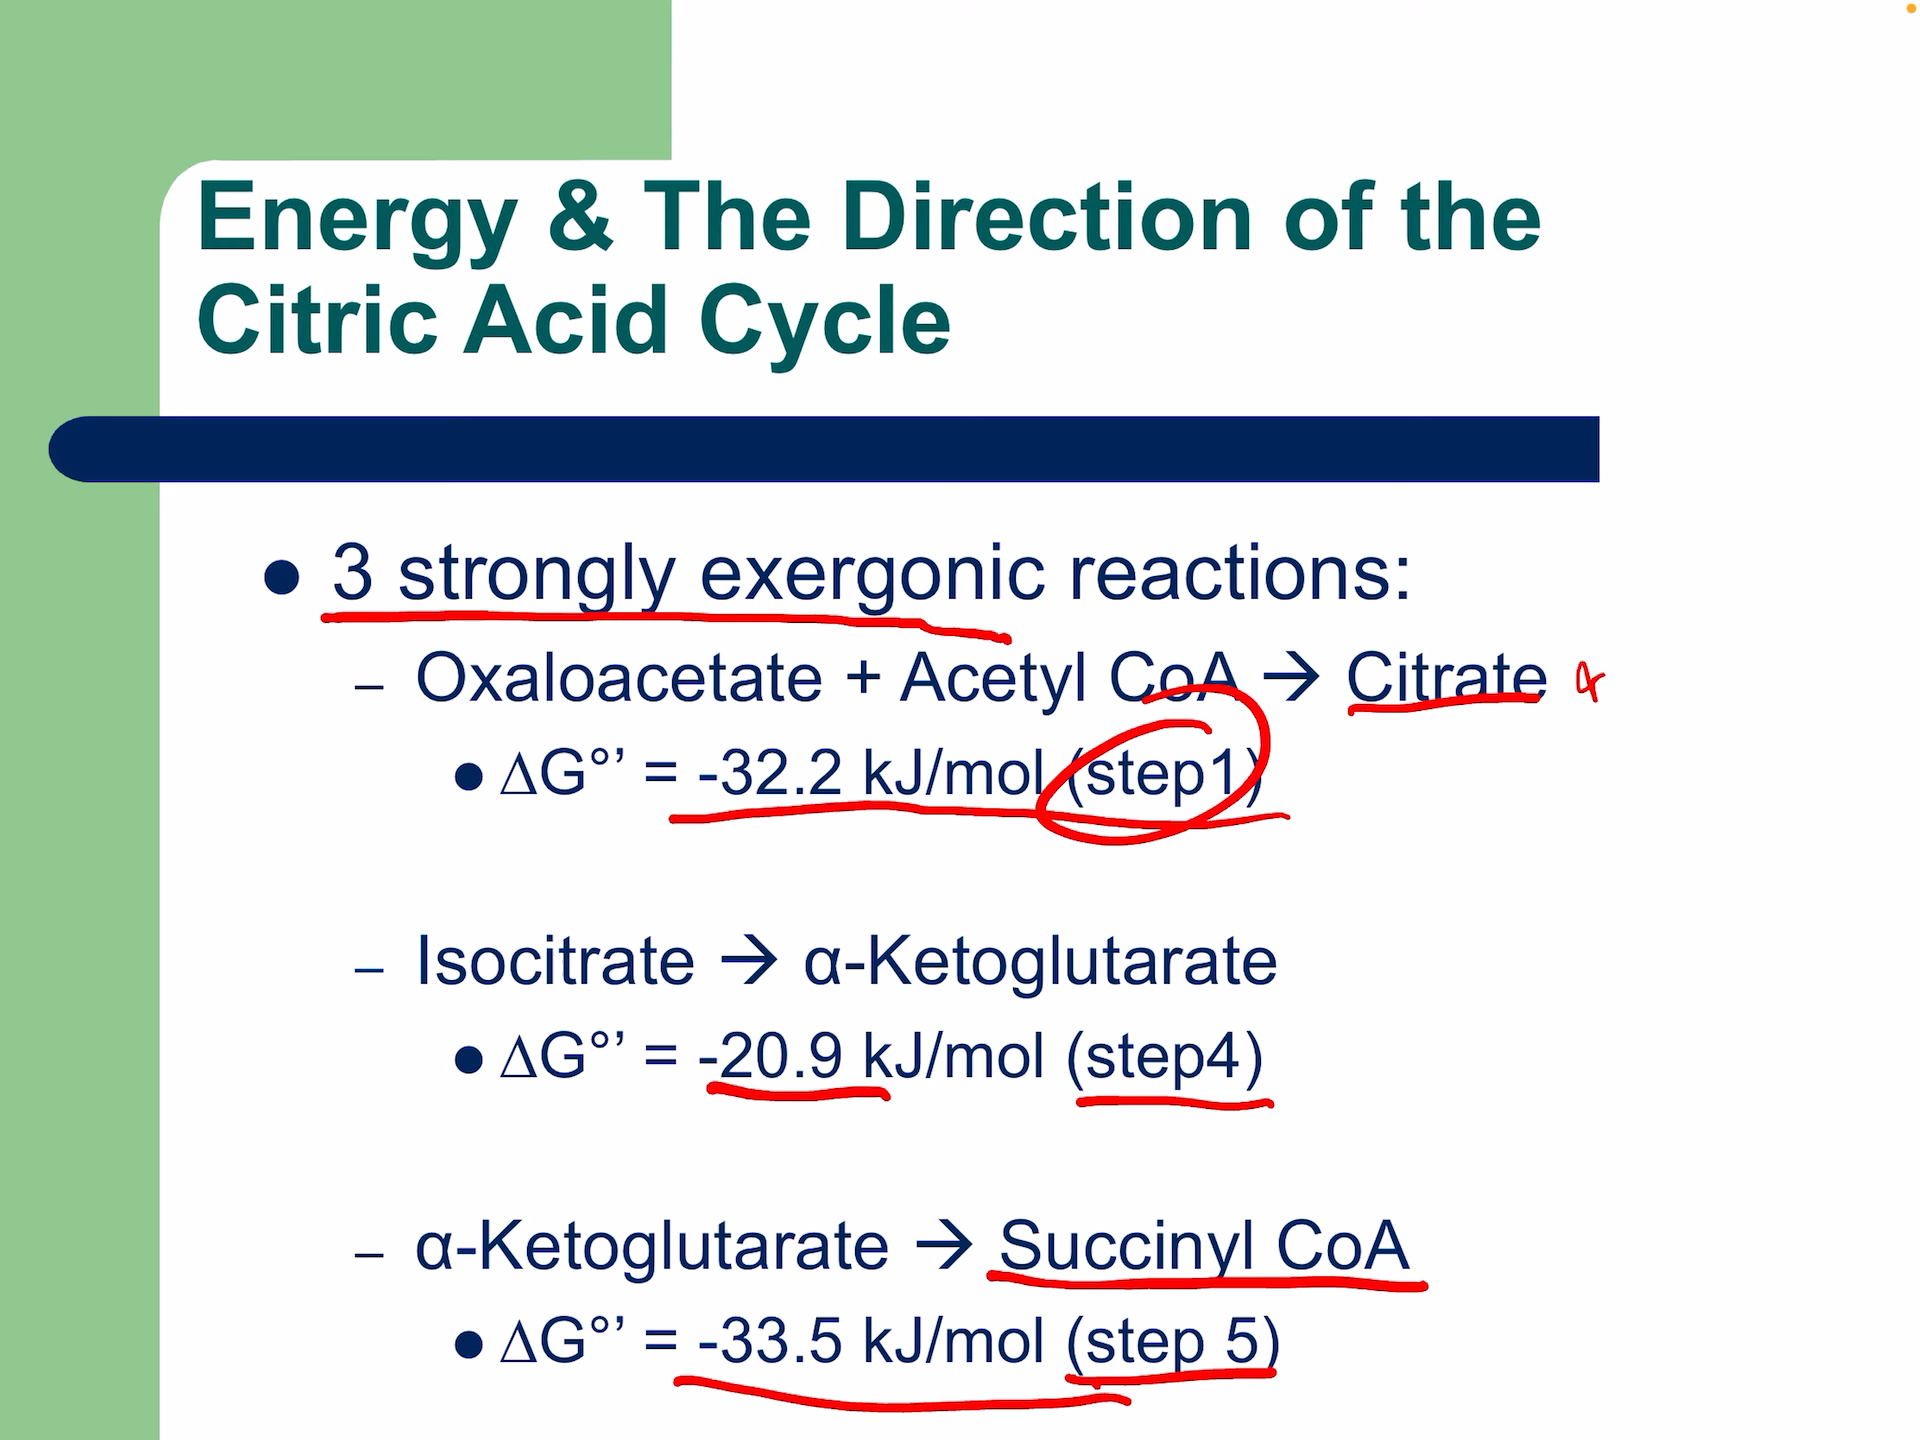 Energy & The Direction of the
Citric Acid Cycle
● 3 strongly exergonic reactions:
– Oxaloacetate + Acetyl CoA → Citrate
● ΔG°’ = -32.2 kJ/mol (step1)
– Isocitrate → α-Ketoglutarate
● ΔG°’ = -20.9 kJ/mol (step4)
– α-Ketoglutarate → Succinyl CoA
● ΔG°’ = -33.5 kJ/mol (step 5)